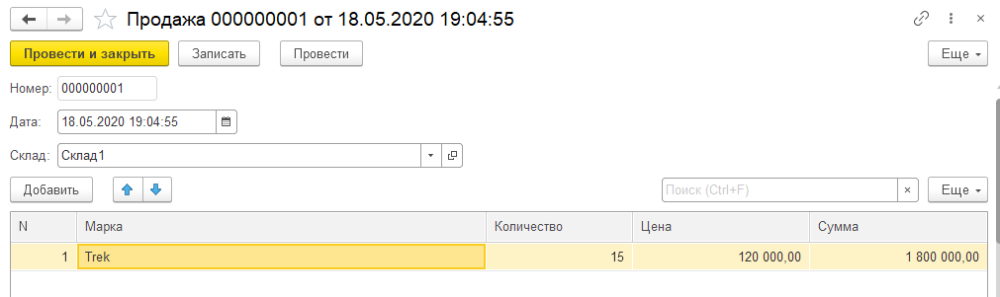 Продажа 000000001 от 18.05.2020 19:04:55
Провести и закрыть Записать Провести Еще
Номер: 000000001
Дата: 18.05.2020 19:04:55
Склад: Склад1
Добавить Поиск (Ctrl+F) × Еще
N Марка Количество Цена Сумма
1 Trek 15 120 000,00 1 800 000,00